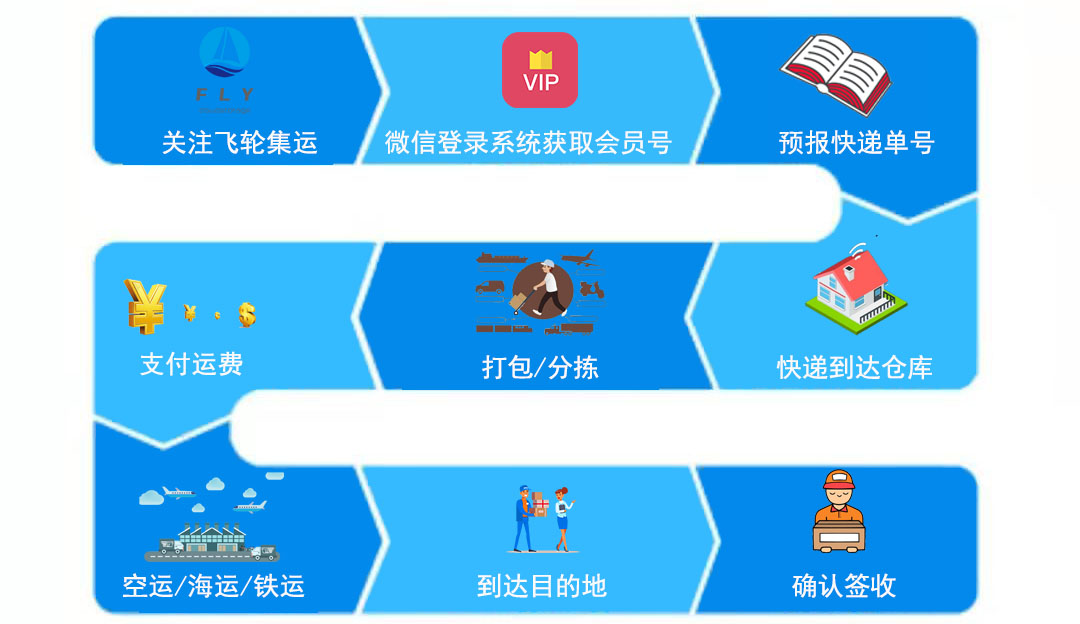 FLY
关注飞轮集运
VIP
微信登录系统获取会员号
预报快递单号
快递到达仓库
打包/分拣
支付运费
空运/海运/铁运
到达目的地
确认签收